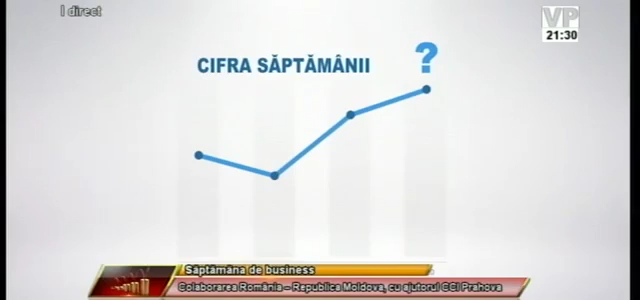 l direct
VP
21:30
CIFRA SĂPTĂMÂNII ?
Săptămâna de business
Colaborarea România – Republica Moldova, cu ajutorul CCI Prahova